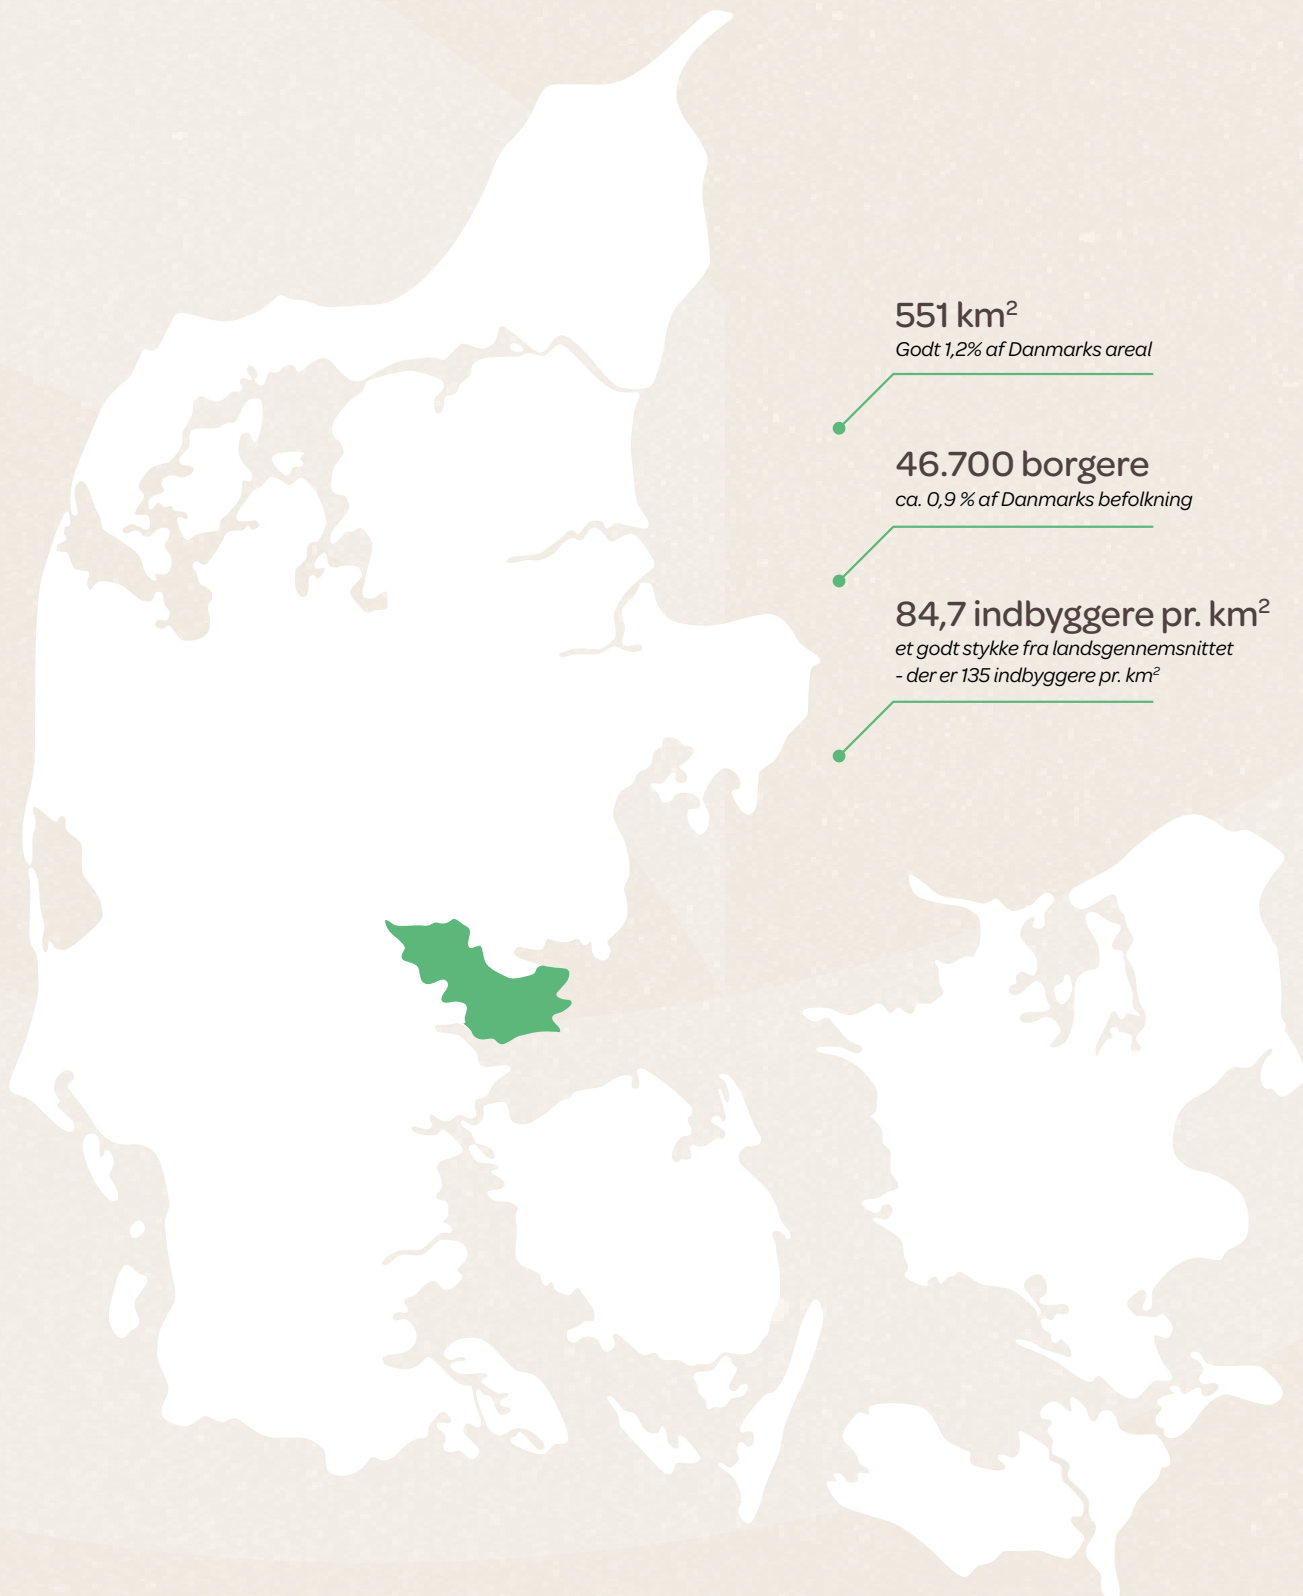 551 km²
Godt 1,2% af Danmarks areal
46.700 borgere
ca. 0,9 % af Danmarks befolkning
84,7 indbyggere pr. km²
et godt stykke fra landsgennemsnittet
- der er 135 indbyggere pr. km²